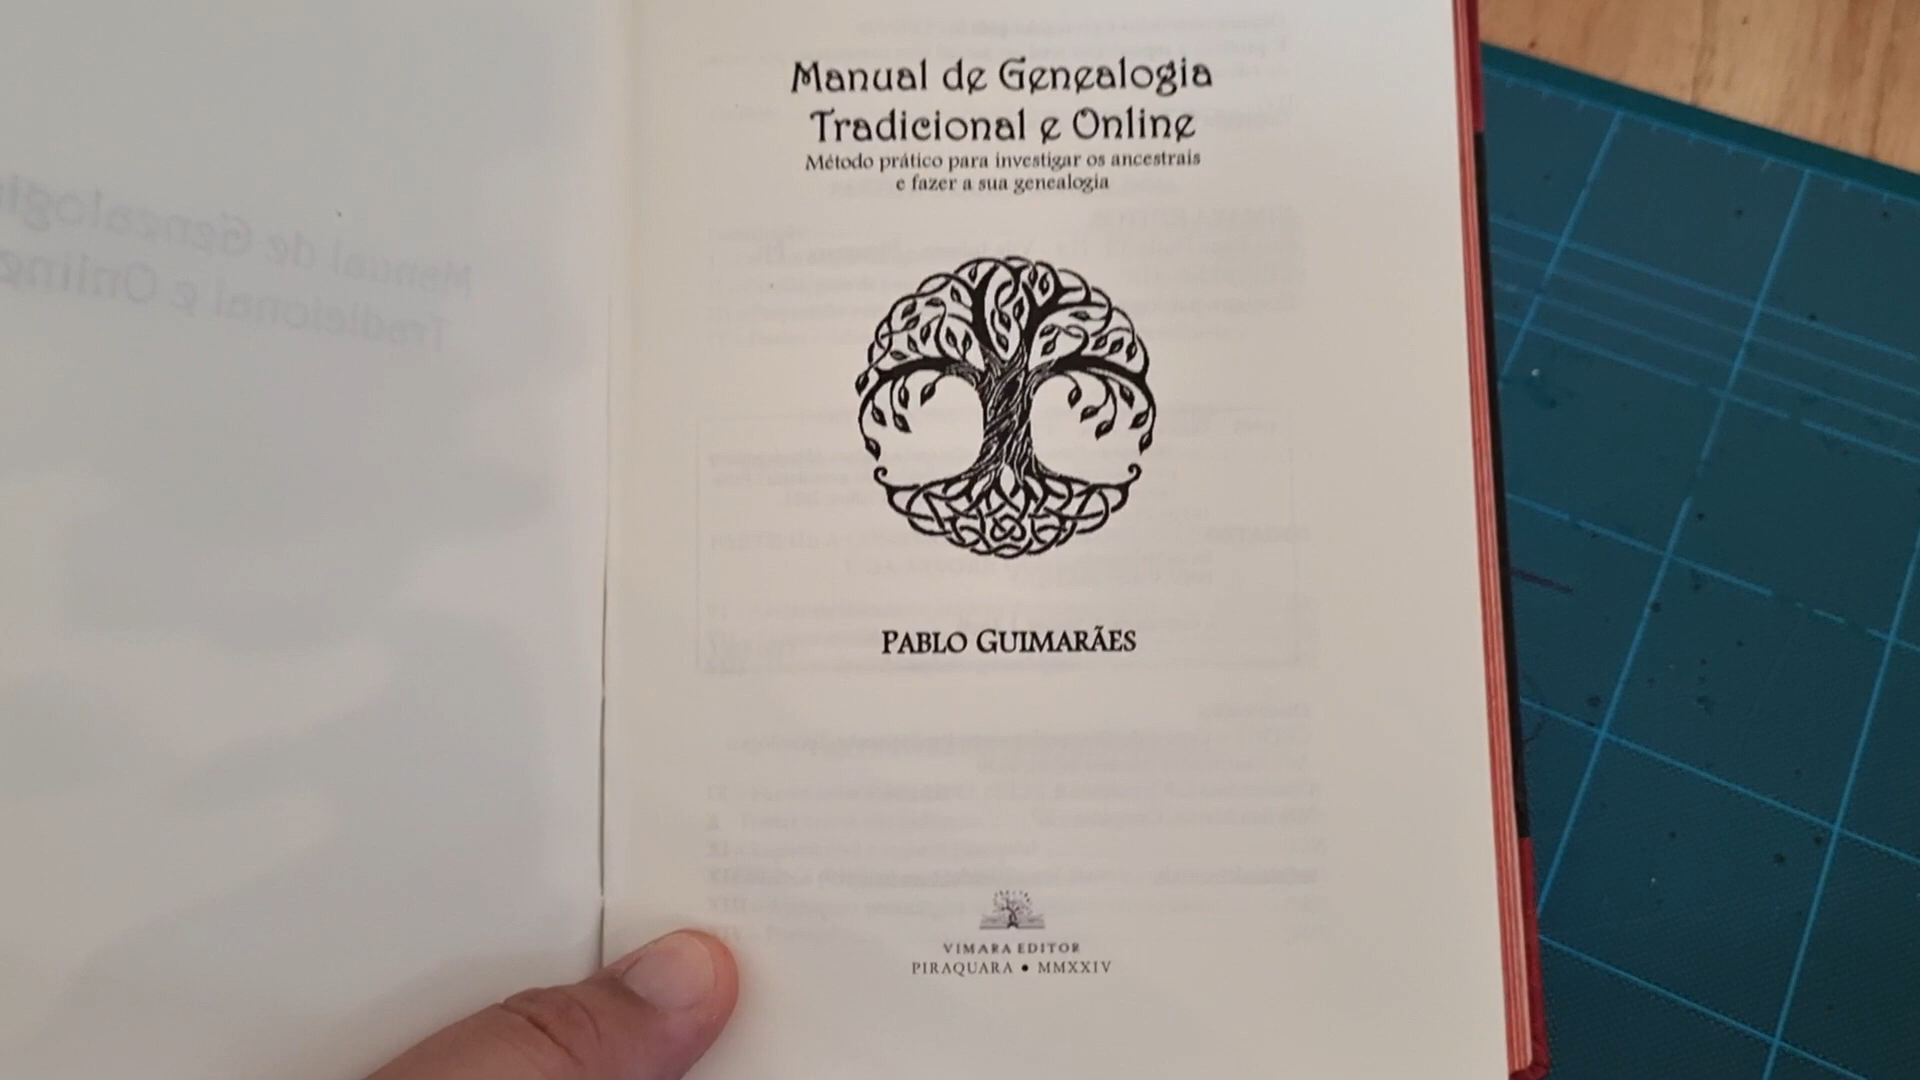 Manual de Genealogia
Tradicional e Online
Método prático para investigar os ancestrais
e fazer a sua genealogia
PABLO GUIMARÃES
VIMARA EDITOR
PIRAQUARA • MMXXIV